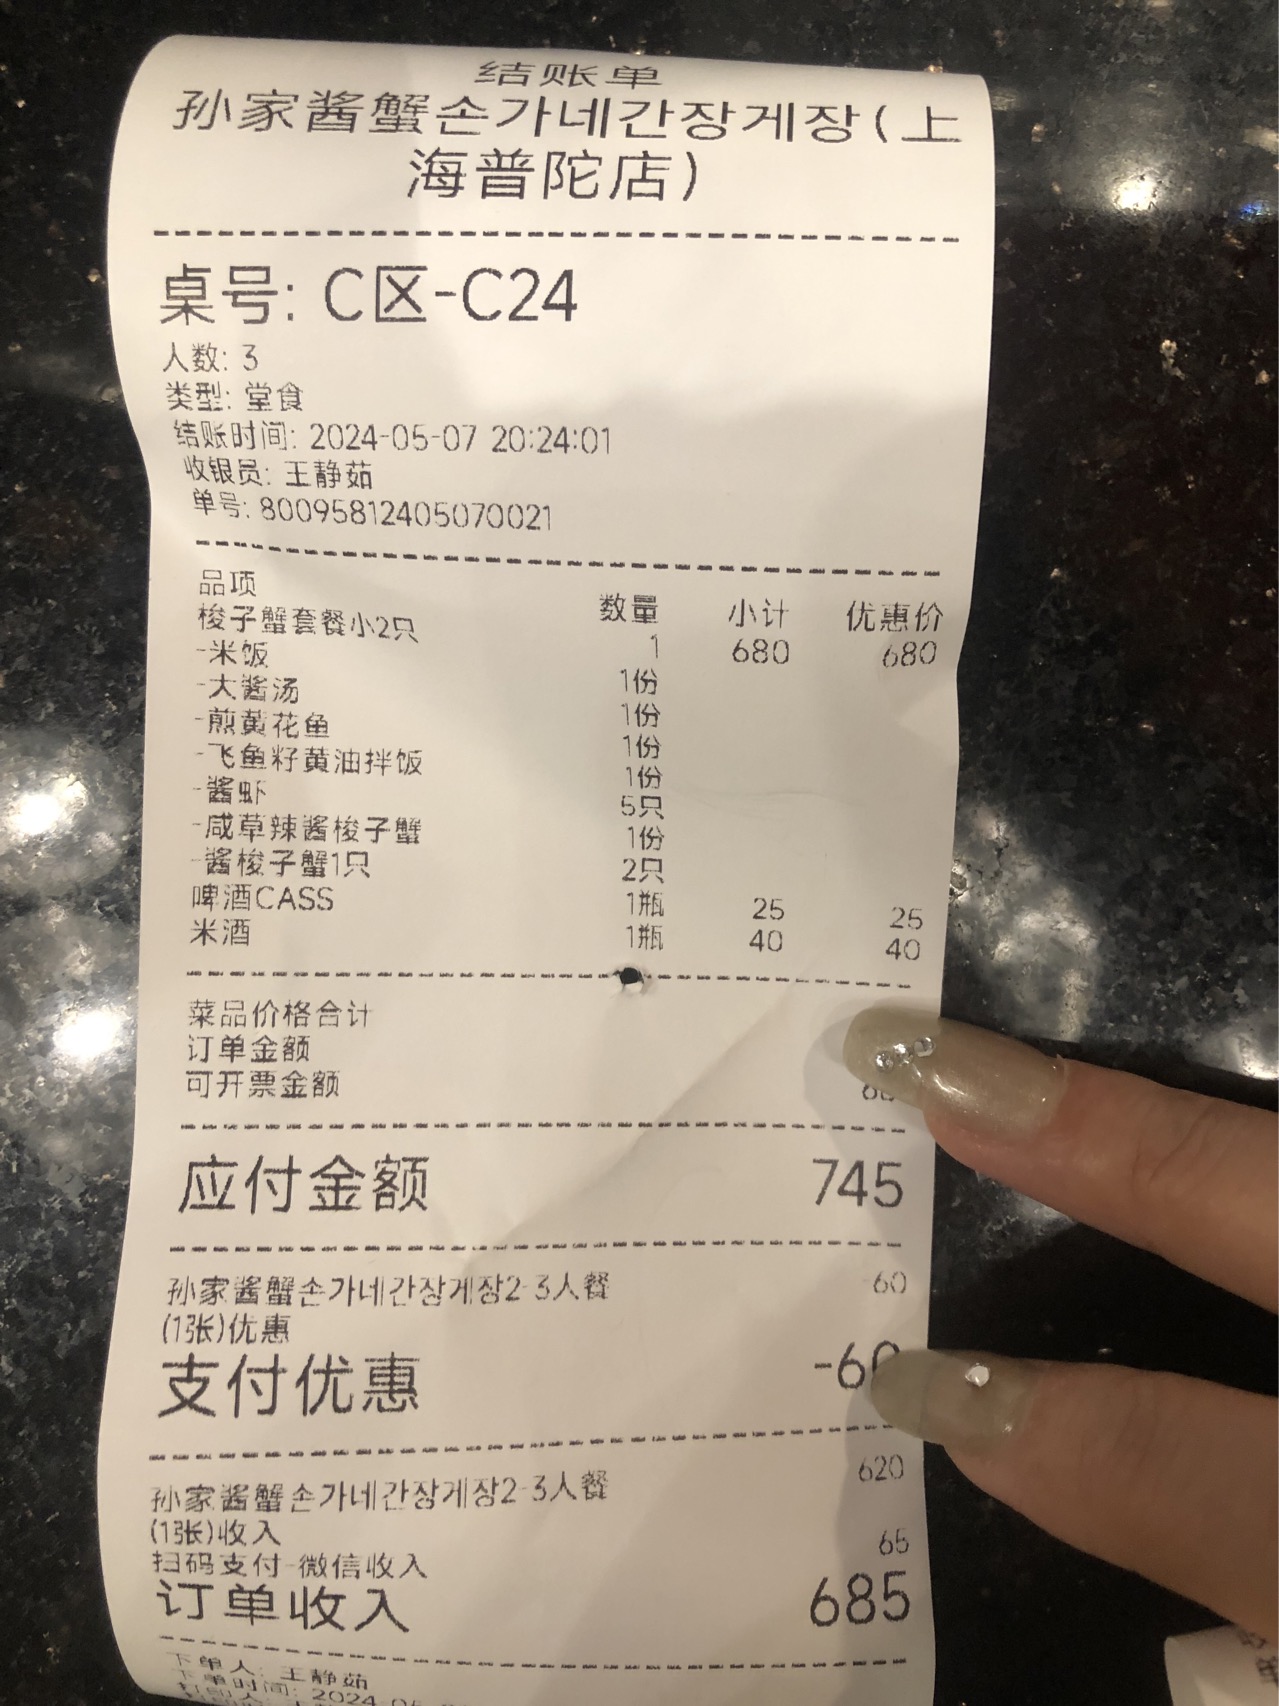 结账单
孙家酱蟹손가네간장게장(上
海普陀店)
桌号: C区-C24
人数: 3
类型: 堂食
结账时间: 2024-05-07 20:24:01
收银员: 王静茹
单号: 80095812405070021
品项 数量 小计 优惠价
梭子蟹套餐小2只 1 680 680
-米饭 1份
-大酱汤 1份
-煎黄花鱼 1份
-飞鱼籽黄油拌饭 1份
-酱虾 5只
-咸草辣酱梭子蟹 1份
-酱梭子蟹1只 2只
啤酒CASS 1瓶 25 25
米酒 1瓶 40 40
菜品价格合计
订单金额
可开票金额
应付金额 745
孙家酱蟹손가네간장게장2-3人餐 -60
(1张)优惠
支付优惠 -60
孙家酱蟹손가네간장게장2-3人餐 620
(1张)收入
扫码支付-微信收入 65
订单收入 685
下单人: 王静茹
下单时间: 2024-05
打印人: